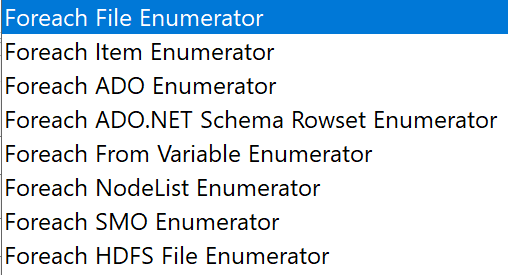 Foreach File Enumerator
Foreach Item Enumerator
Foreach ADO Enumerator
Foreach ADO.NET Schema Rowset Enumerator
Foreach From Variable Enumerator
Foreach NodeList Enumerator
Foreach SMO Enumerator
Foreach HDFS File Enumerator